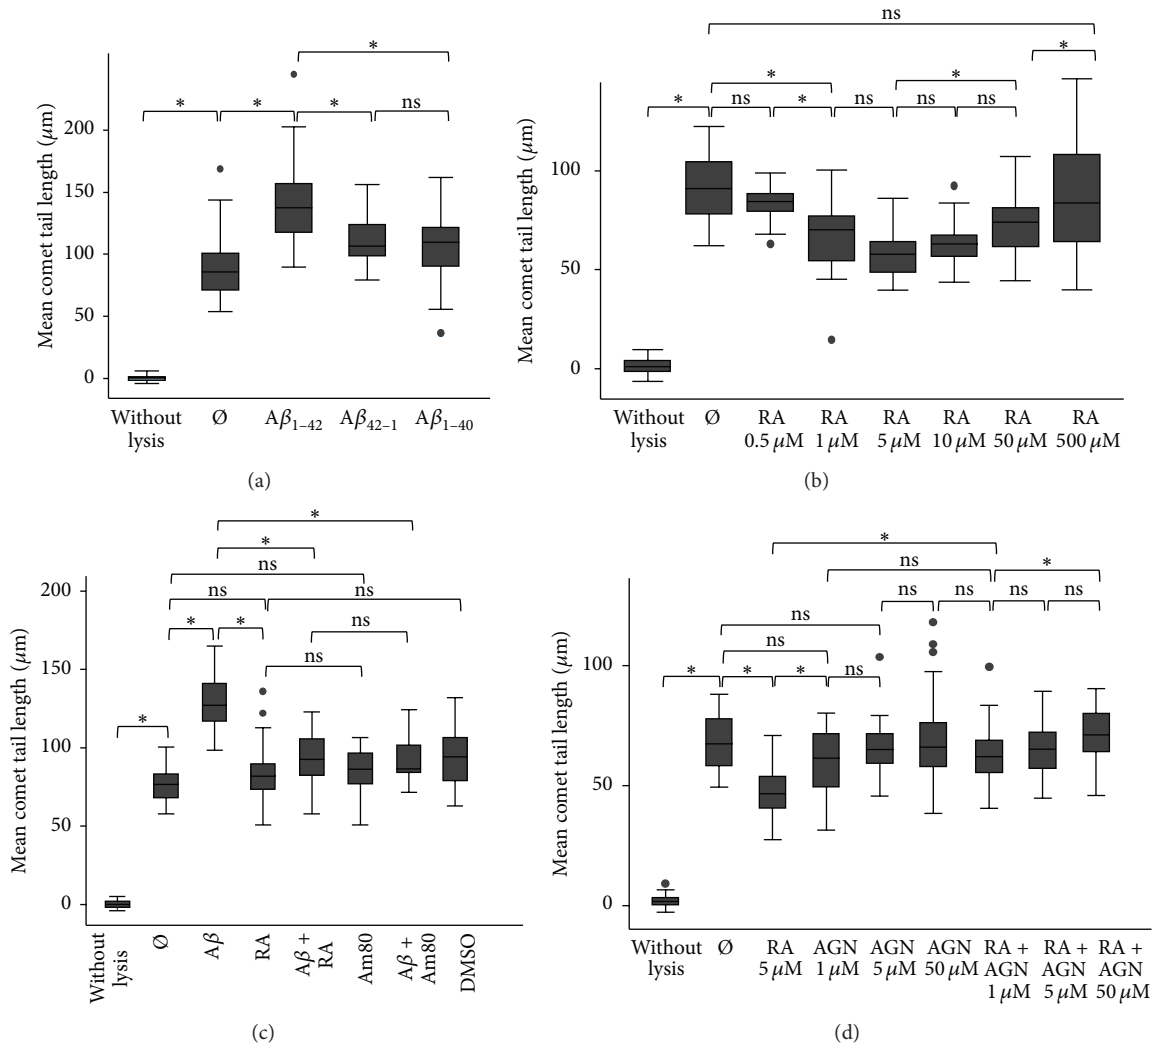 *
* * * ns
Mean comet tail length (μm)
200
150
100
50
0
Without Ø Aβ1–42 Aβ42–1 Aβ1–40
lysis
(a)
ns
*
* *
* ns * ns ns ns
Mean comet tail length (μm)
100
50
0
Without Ø RA RA RA RA RA RA
lysis 0.5 μM 1 μM 5 μM 10 μM 50 μM 500 μM
(b)
*
*
ns
ns ns
* * ns
ns
*
Mean comet tail length (μm)
200
150
100
50
0
Without
lysis
Ø
Aβ
RA
Aβ +
RA
Am80
Aβ +
Am80
DMSO
(c)
*
ns *
ns ns ns ns
ns
ns
* * * ns
Mean comet tail length (μm)
100
50
0
Without Ø RA AGN AGN AGN RA + RA + RA +
lysis 5 μM 1 μM 5 μM 50 μM AGN AGN AGN
1 μM 5 μM 50 μM
(d)